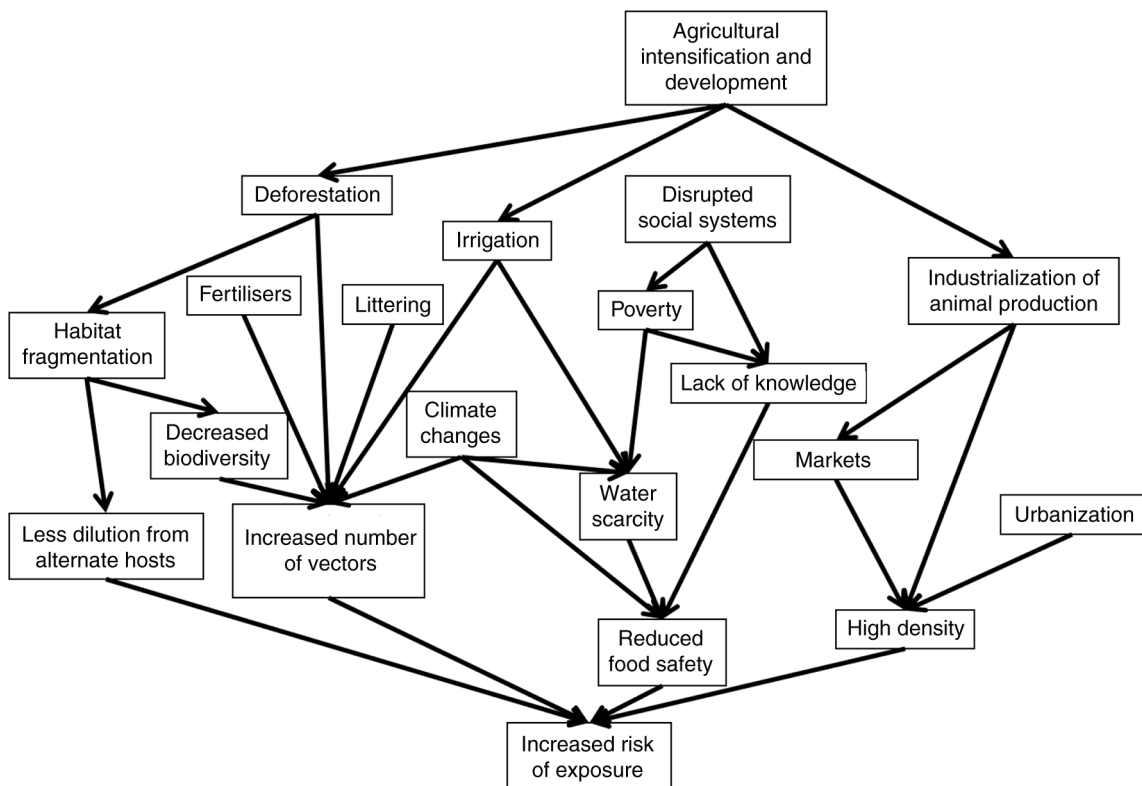 Agricultural
intensification and
development
Deforestation
Disrupted
social systems
Irrigation
Industrialization of
animal production
Fertilisers
Littering
Poverty
Habitat
fragmentation
Lack of knowledge
Climate
changes
Decreased
biodiversity
Markets
Water
scarcity
Urbanization
Less dilution from
alternate hosts
Increased number
of vectors
High density
Reduced
food safety
Increased risk
of exposure